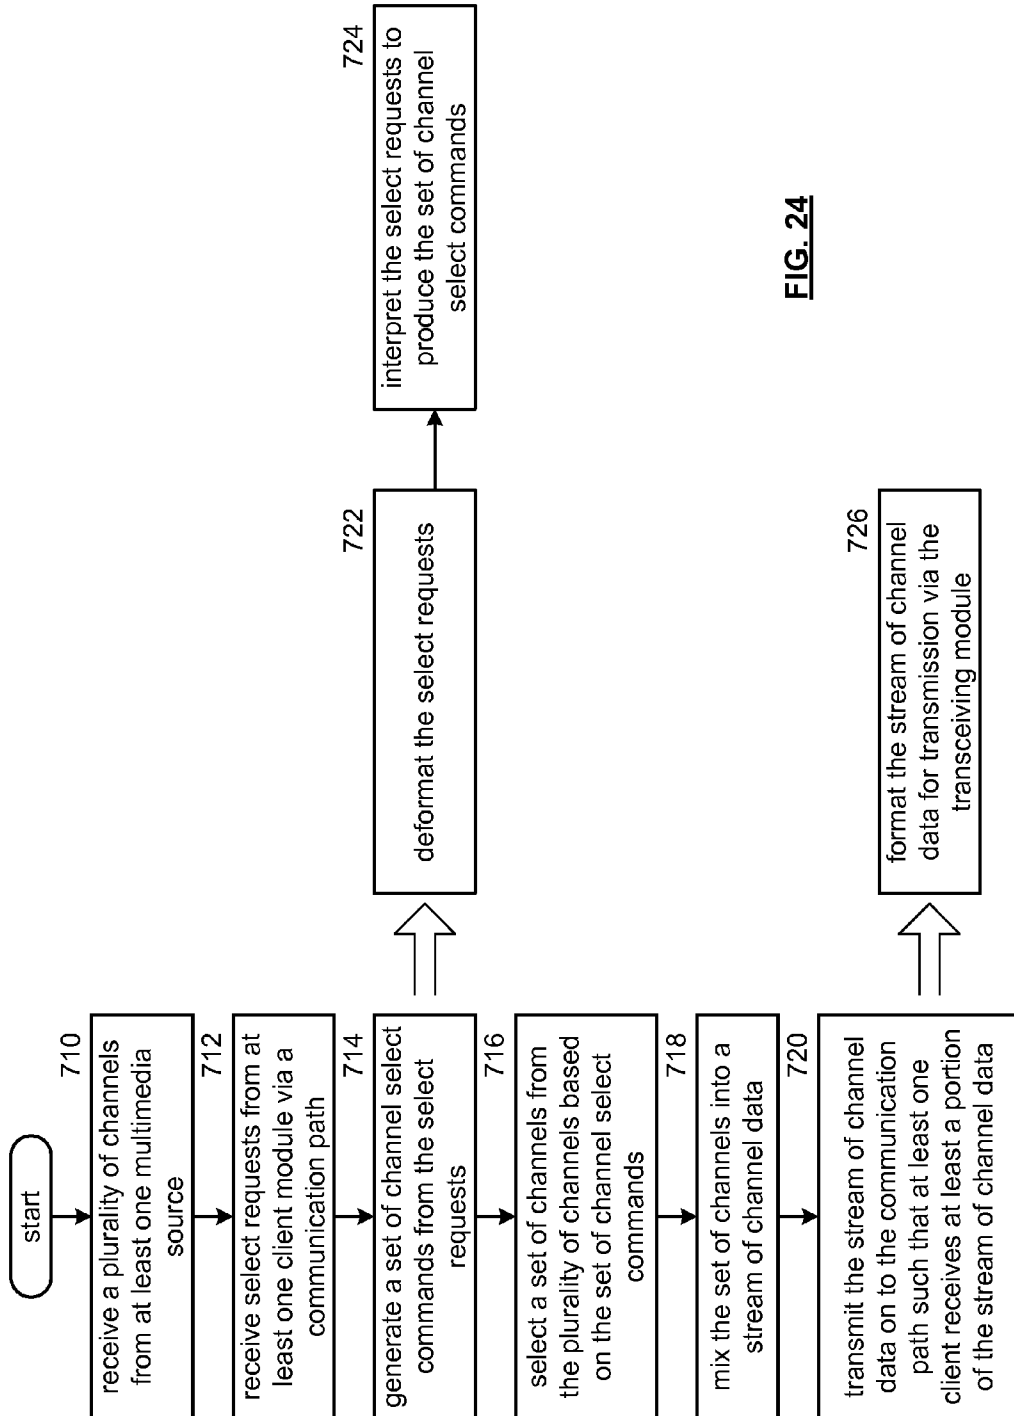 start
710
receive a plurality of channels
from at least one multimedia
source
712
receive select requests from at
least one client module via a
communication path
714
generate a set of channel select
commands from the select
requests
716
select a set of channels from
the plurality of channels based
on the set of channel select
commands
718
mix the set of channels into a
stream of channel data
720
transmit the stream of channel
data on to the communication
path such that at least one
client receives at least a portion
of the stream of channel data
722
deformat the select requests
724
interpret the select requests to
produce the set of channel
select commands
726
format the stream of channel
data for transmission via the
transceiving module
FIG. 24